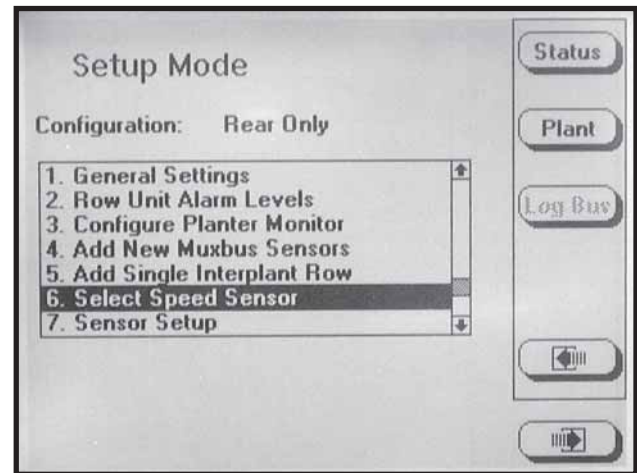 Setup Mode
Configuration: Rear Only
1. General Settings
2. Row Unit Alarm Levels
3. Configure Planter Monitor
4. Add New Muxbus Sensors
5. Add Single Interplant Row
6. Select Speed Sensor
7. Sensor Setup
Status
Plant
Log Bus